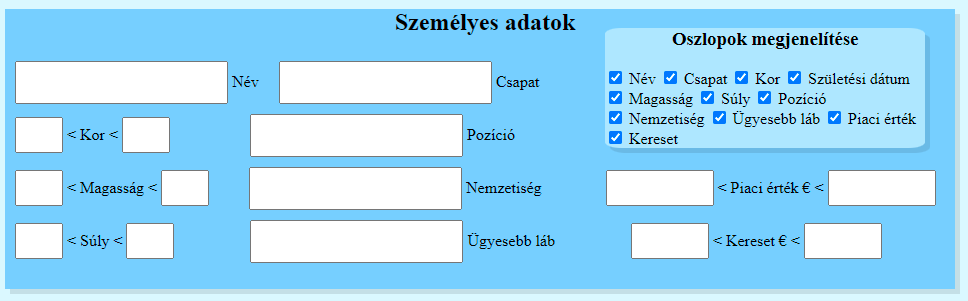 Személyes adatok
Oszlopok megjelenítése
Név Csapat Kor Születési dátum
Magasság Súly Pozíció
Nemzetiség Ügyesebb láb Piaci érték
Kereset
Név Csapat
< Kor < Pozíció
< Magasság < Nemzetiség < Piaci érték € <
< Súly < Ügyesebb láb < Kereset € <